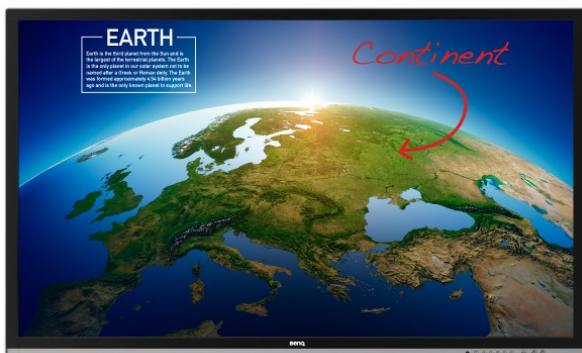 EARTH
Earth is the third planet from the Sun and is
the largest of the terrestrial planets. The Earth
is the only planet in our solar system not to be
named after a Greek or Roman deity. The Earth
was formed approximately 4.54 billion years
ago and is the only known planet to support life.
Continent
BenQ